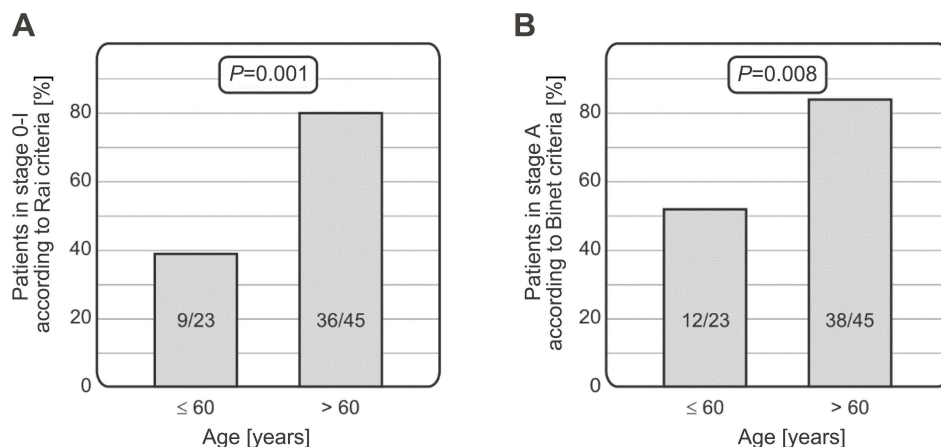 A
Patients in stage 0-I
according to Rai criteria [%]
P=0.001
80
60
40
20
0
9/23
36/45
≤ 60
> 60
Age [years]
B
Patients in stage A
according to Binet criteria [%]
P=0.008
80
60
40
20
0
12/23
38/45
≤ 60
> 60
Age [years]